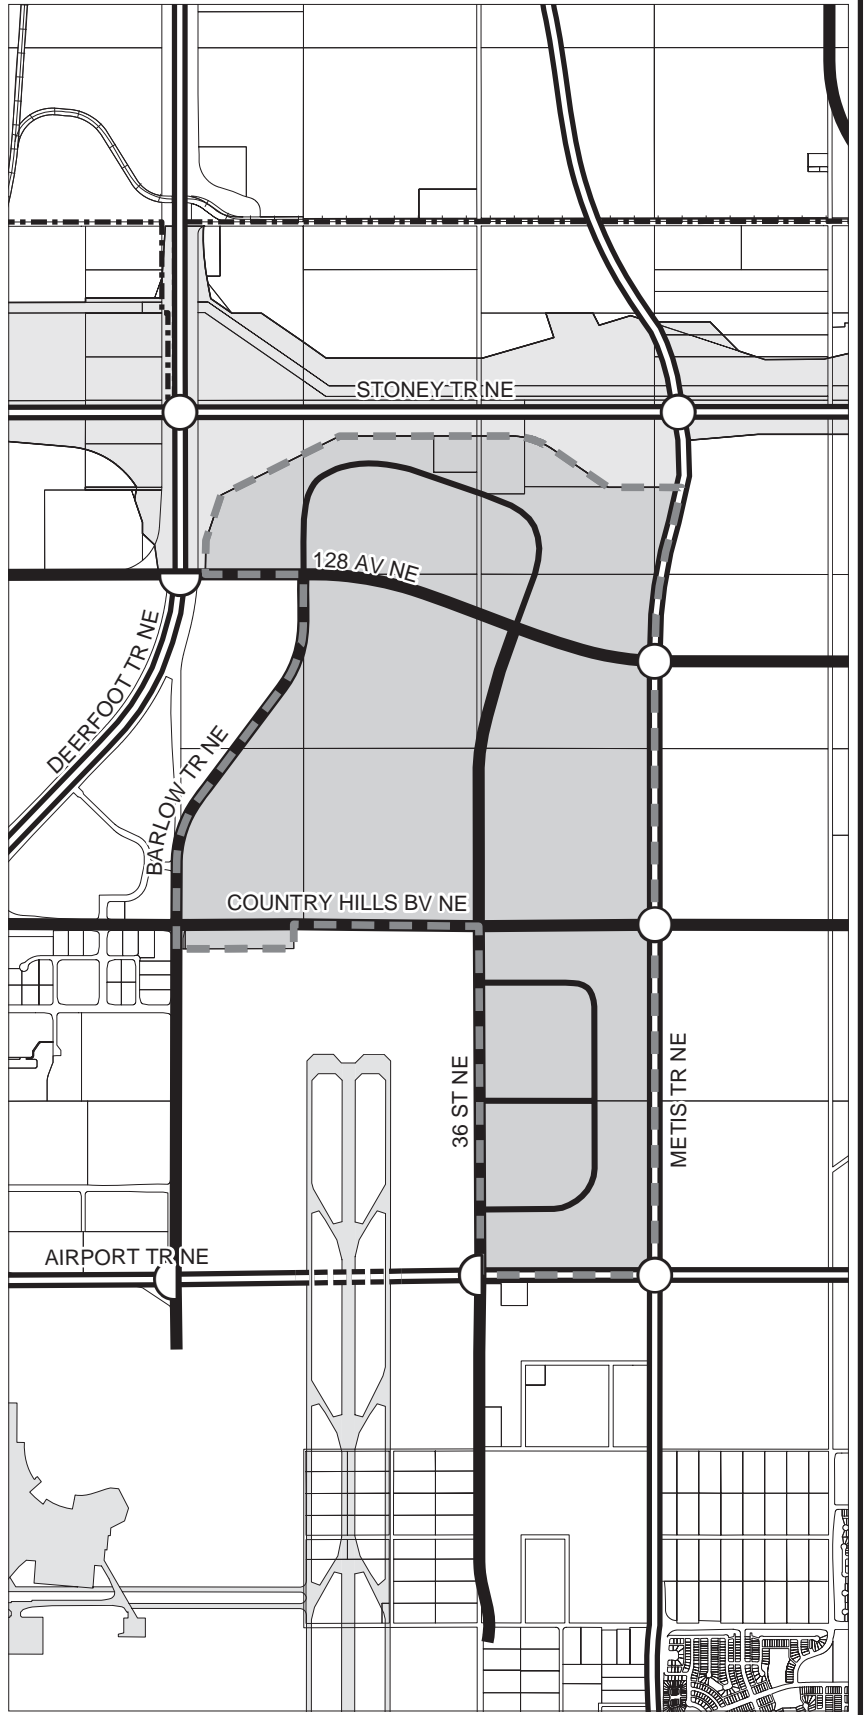 STONEY TR NE
128 AV NE
DEERFOOT TR NE
BARLOW TR NE
COUNTRY HILLS BV NE
36 ST NE
METIS TR NE
AIRPORT TR NE